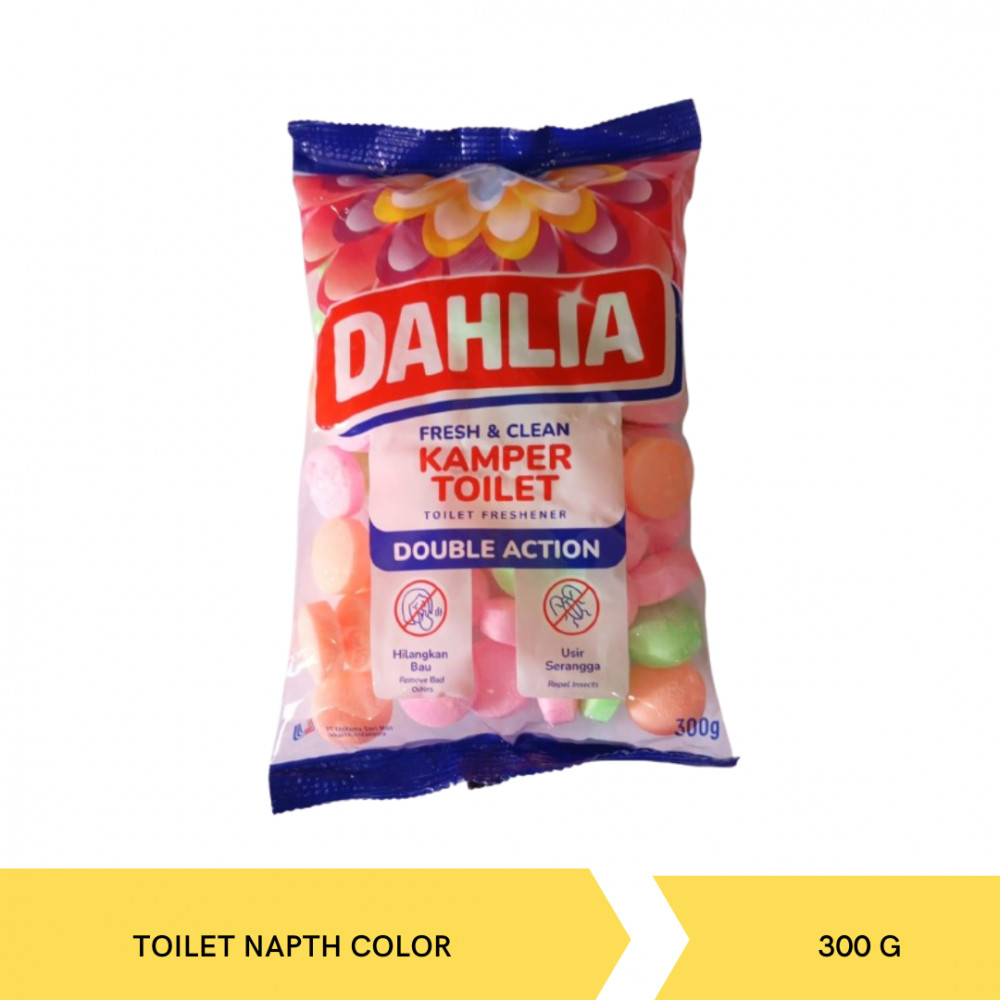 DAHLIA
FRESH & CLEAN
KAMPER
TOILET
TOILET FRESHENER
DOUBLE ACTION
Hilangkan
Bau
Remove Bad
Odors
Usir
Serangga
Repel Insects
300g
TOILET NAPTH COLOR
300 G